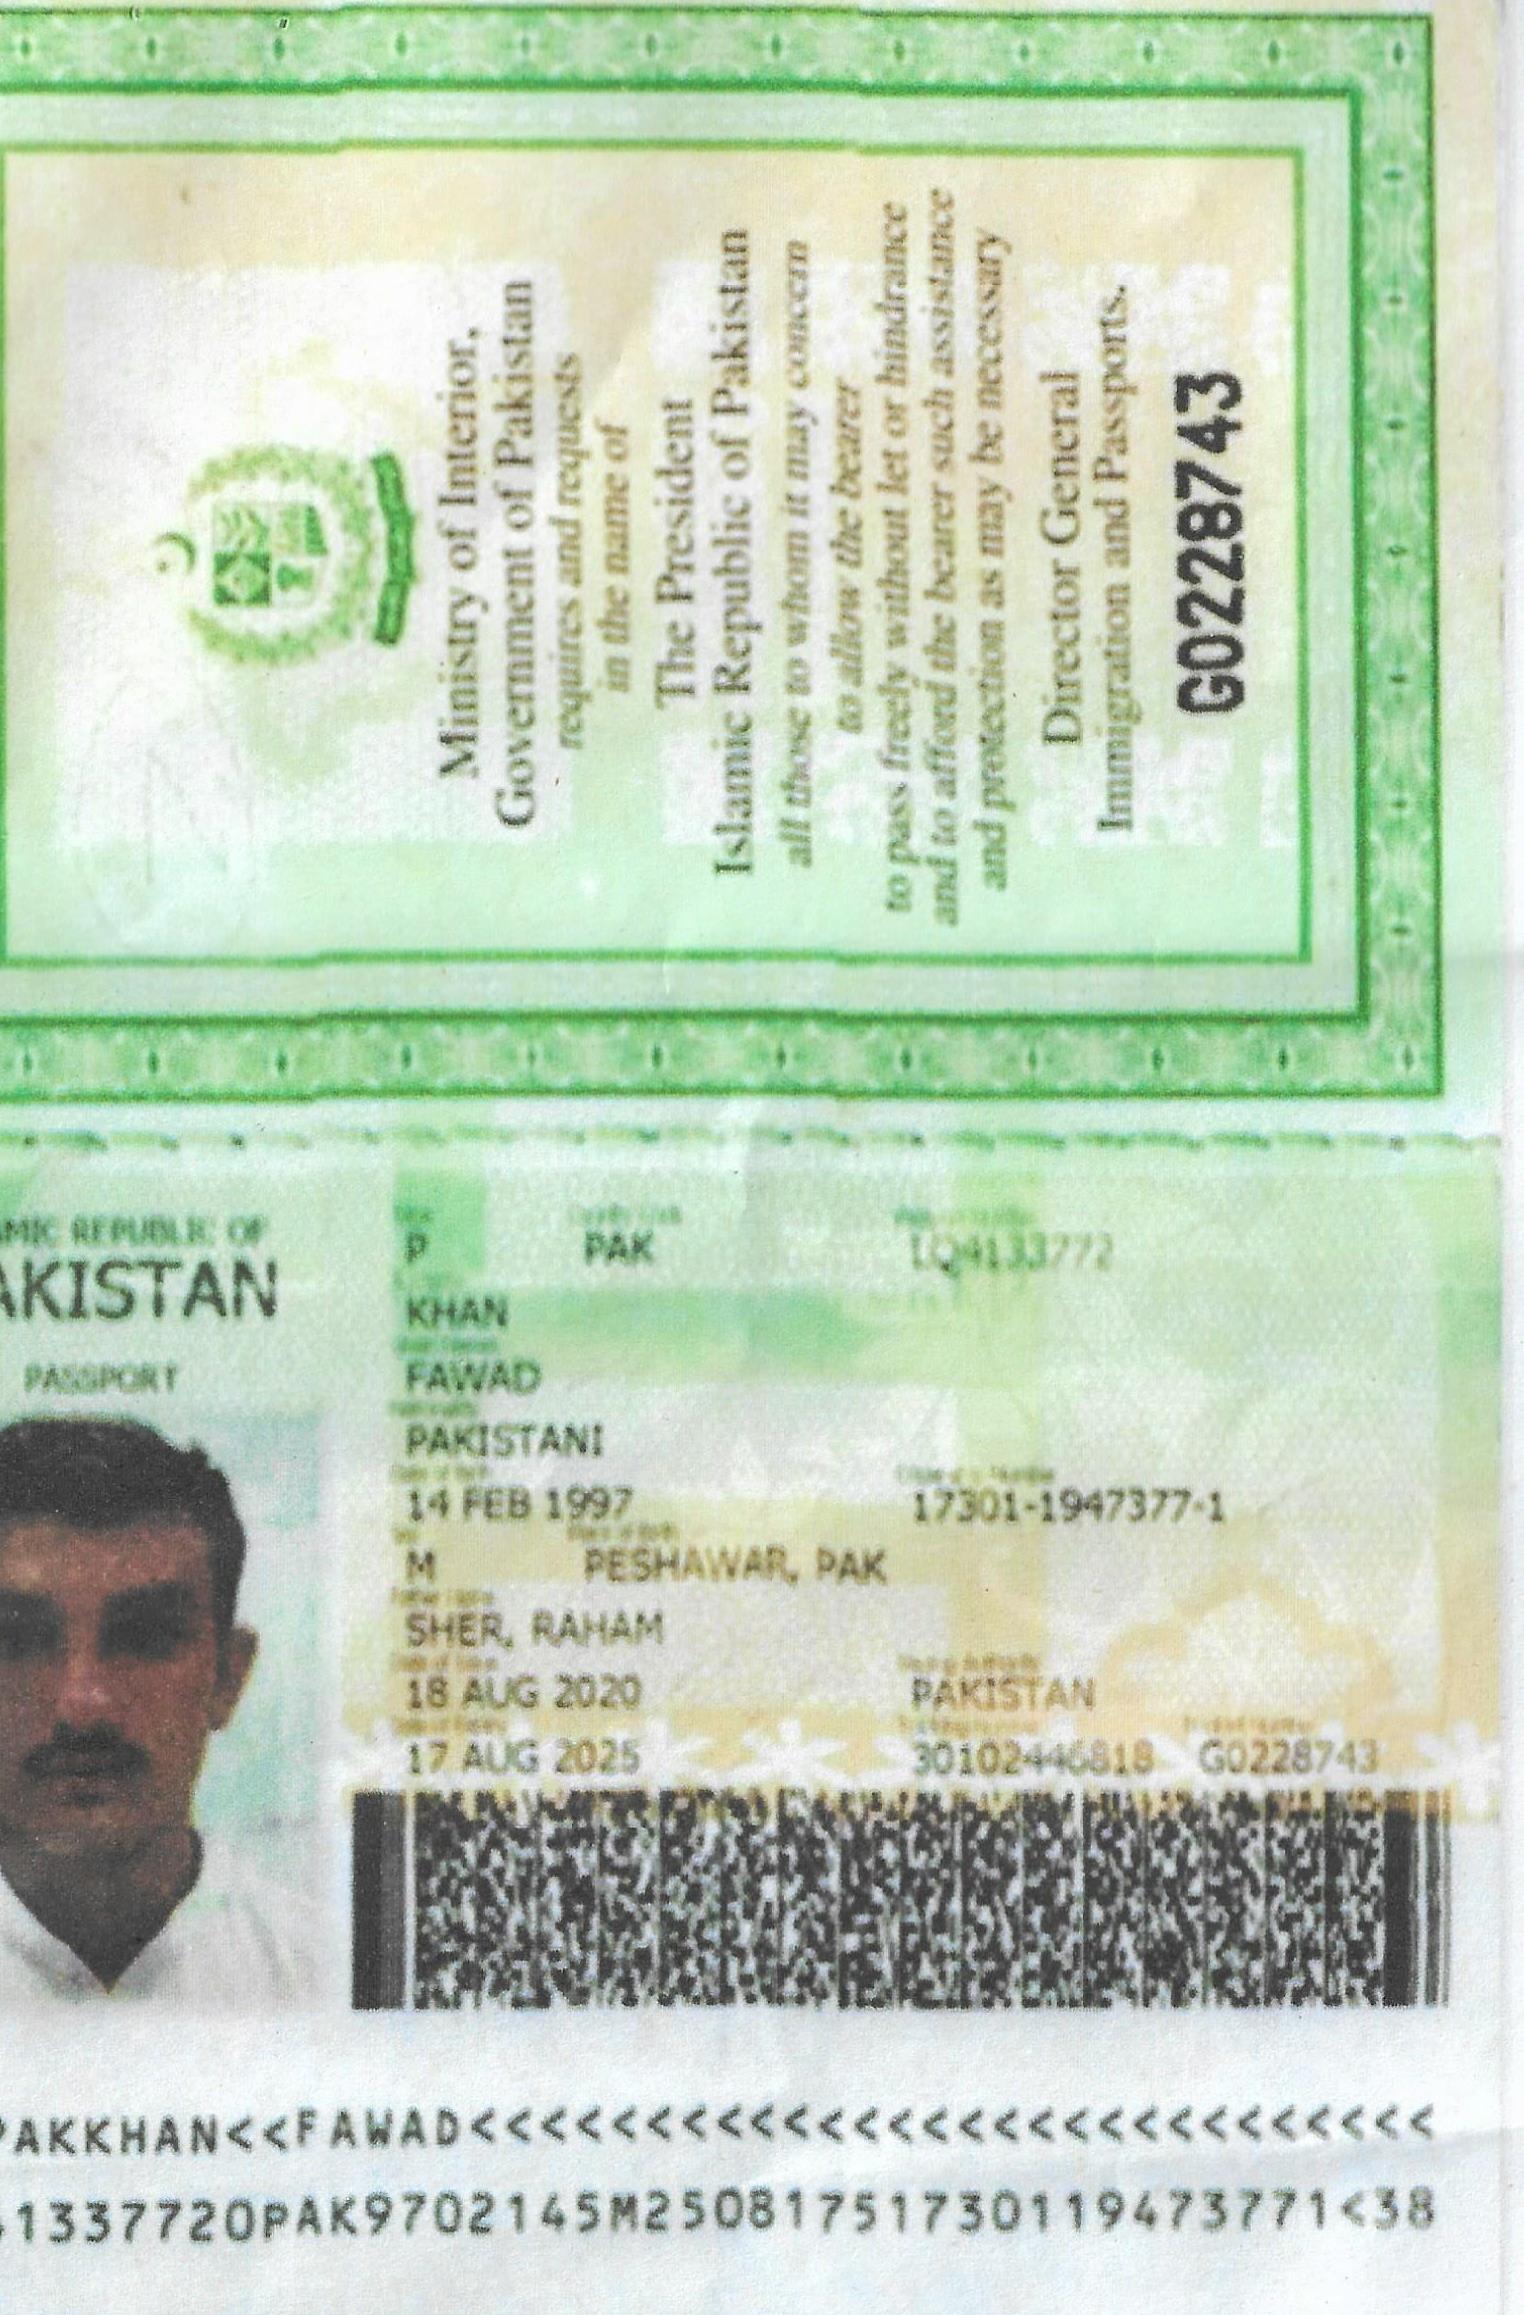 Ministry of Interior,
Government of Pakistan
requires and requests
in the name of
The President
Islamic Republic of Pakistan
all those to whom it may concern
to allow the bearer
to pass freely without let or hindrance
and to afford the bearer such assistance
and protection as may be necessary
Director General
Immigration and Passports.
G0228743
AMIC REPUBLIC OF
AKISTAN
PASSPORT
P PAK LQ4133772
KHAN
FAWAD
PAKISTANI
14 FEB 1997 17301-1947377-1
M PESHAWAR, PAK
SHER, RAHAM
18 AUG 2020 PAKISTAN
17 AUG 2025 30102446818 G0228743
PAKKHAN<<FAWAD<<<<<<<<<<<<<<<<<<<<<<<<<<<
13377720PAK9702145M25081751730119473771<38